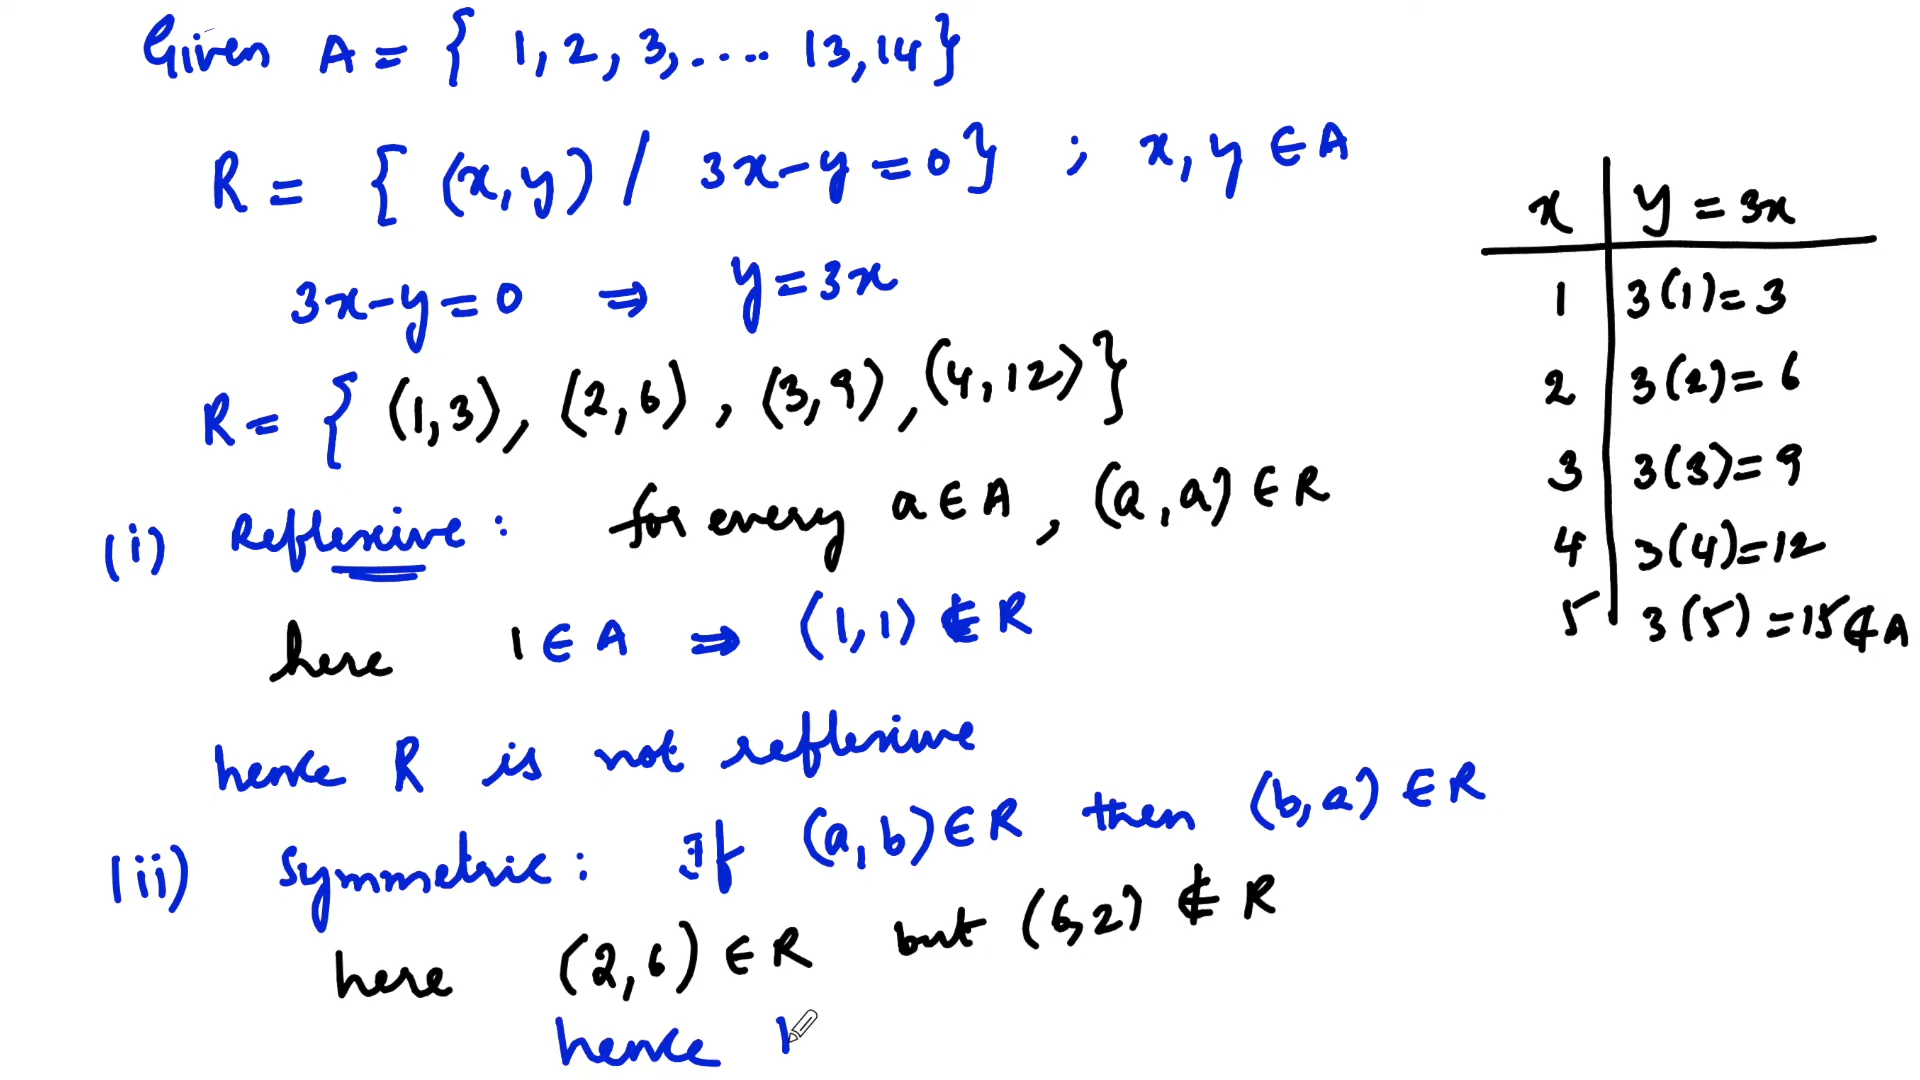 Given A = { 1, 2, 3, .... 13, 14}
R = { (x, y) / 3x-y=0} ; x, y ∈ A
3x-y=0 ⇒ y=3x
R = { (1,3), (2,6), (3,9), (4,12)}
(i) Reflexive: for every a ∈ A, (a,a) ∈ R
here 1 ∈ A ⇒ (1,1) ∉ R
hence R is not reflexive
(ii) Symmetric: If (a,b) ∈ R then (b,a) ∈ R
here (2,6) ∈ R but (6,2) ∉ R
hence
x | y = 3x
1 | 3(1)=3
2 | 3(2)=6
3 | 3(3)=9
4 | 3(4)=12
5 | 3(5)=15 ∉ A